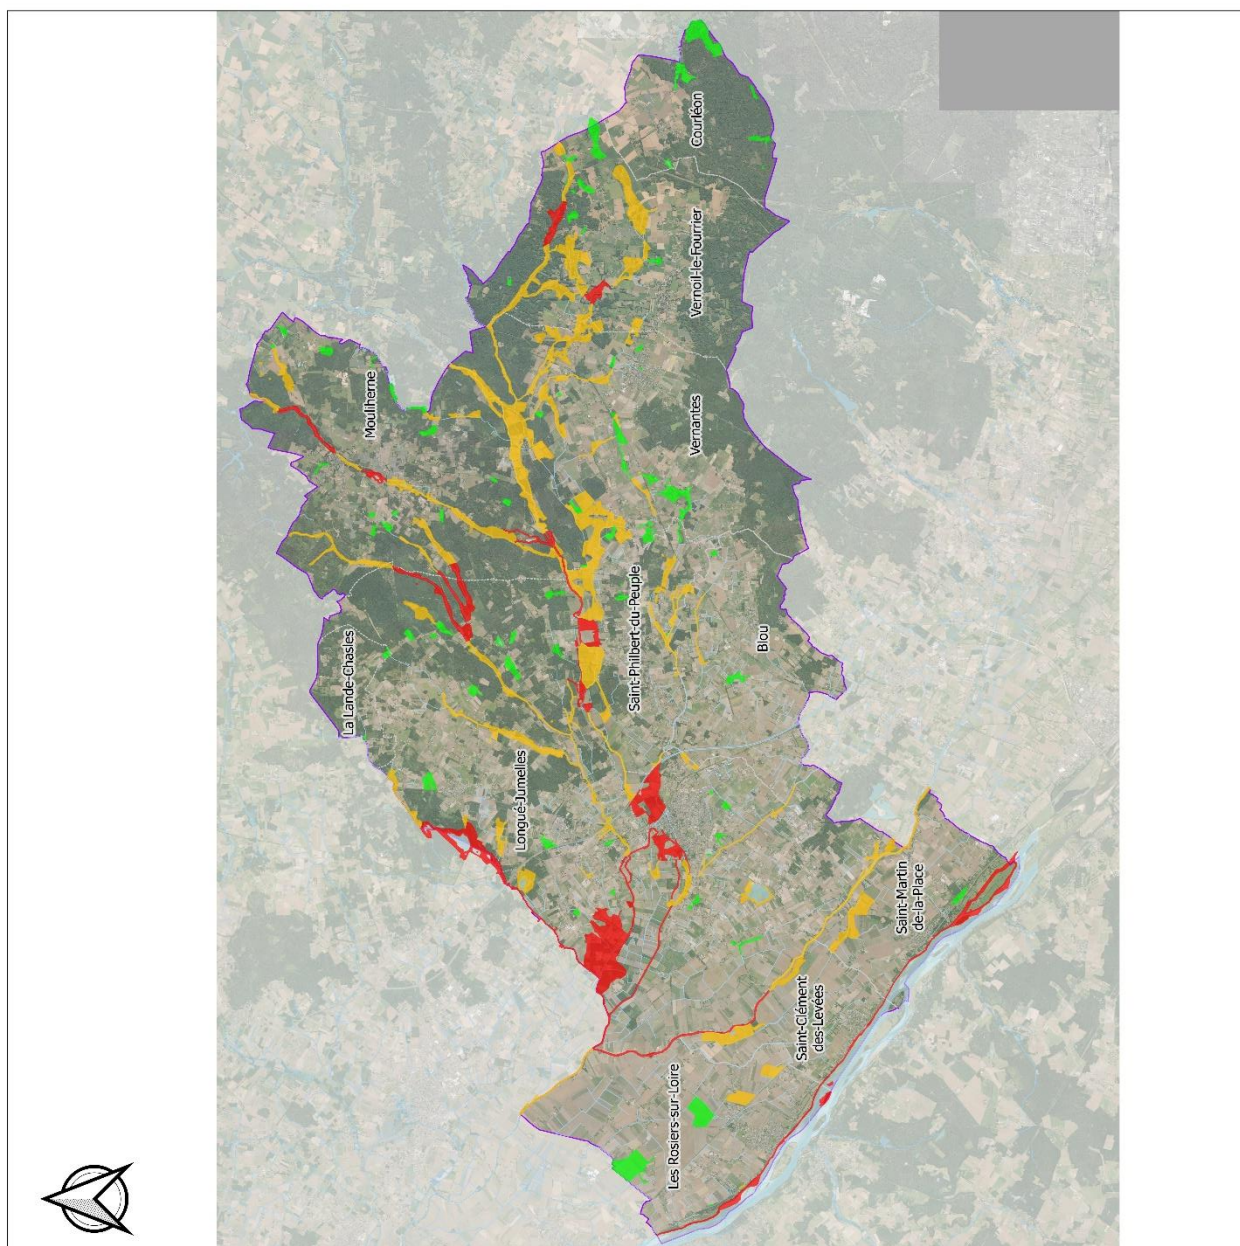 Courléon
Vernoil-le-Fourrier
Mouliherne
Vernantes
La Lande-Chasles
Saint-Philbert-du-Peuple
Blou
Longué-Jumelles
Saint-Martin
de-la-Place
Saint-Clément
des-Levées
Les Rosiers-sur-Loire